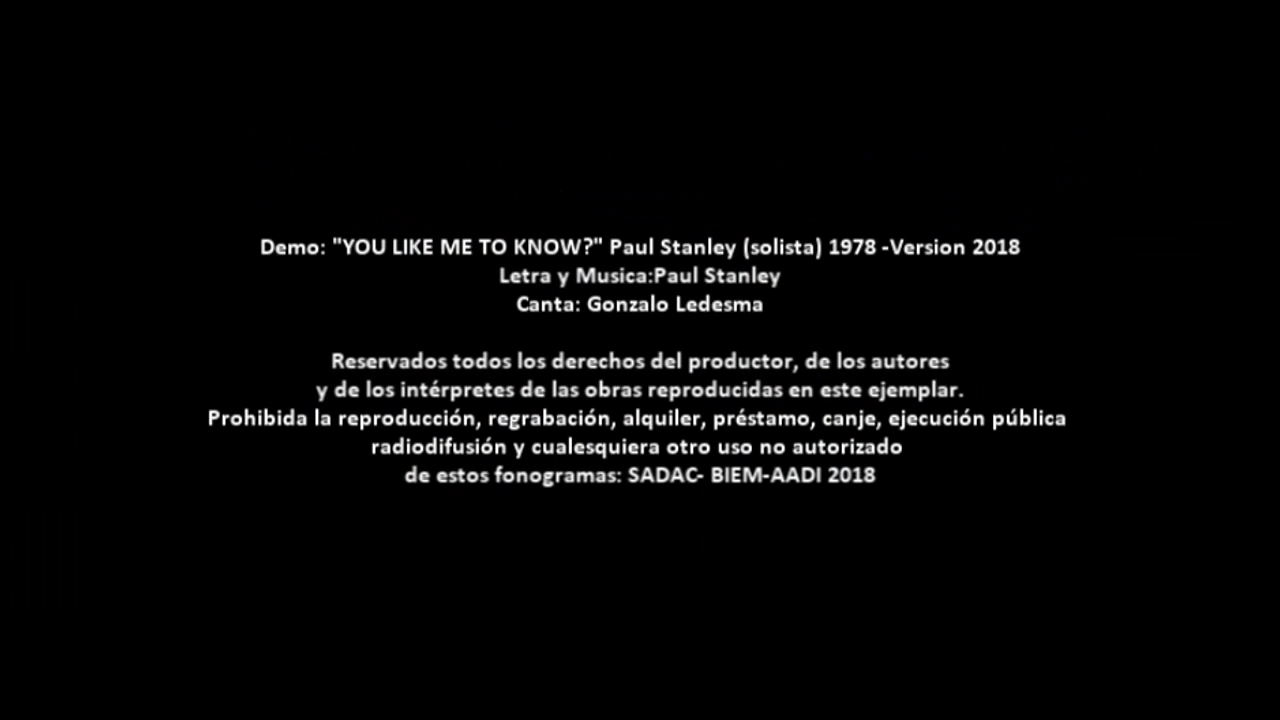 Demo: "YOU LIKE ME TO KNOW?" Paul Stanley (solista) 1978 -Version 2018
Letra y Musica:Paul Stanley
Canta: Gonzalo Ledesma
Reservados todos los derechos del productor, de los autores
y de los intérpretes de las obras reproducidas en este ejemplar.
Prohibida la reproducción, regrabación, alquiler, préstamo, canje, ejecución pública
radiodifusión y cualesquiera otro uso no autorizado
de estos fonogramas: SADAC- BIEM-AADI 2018